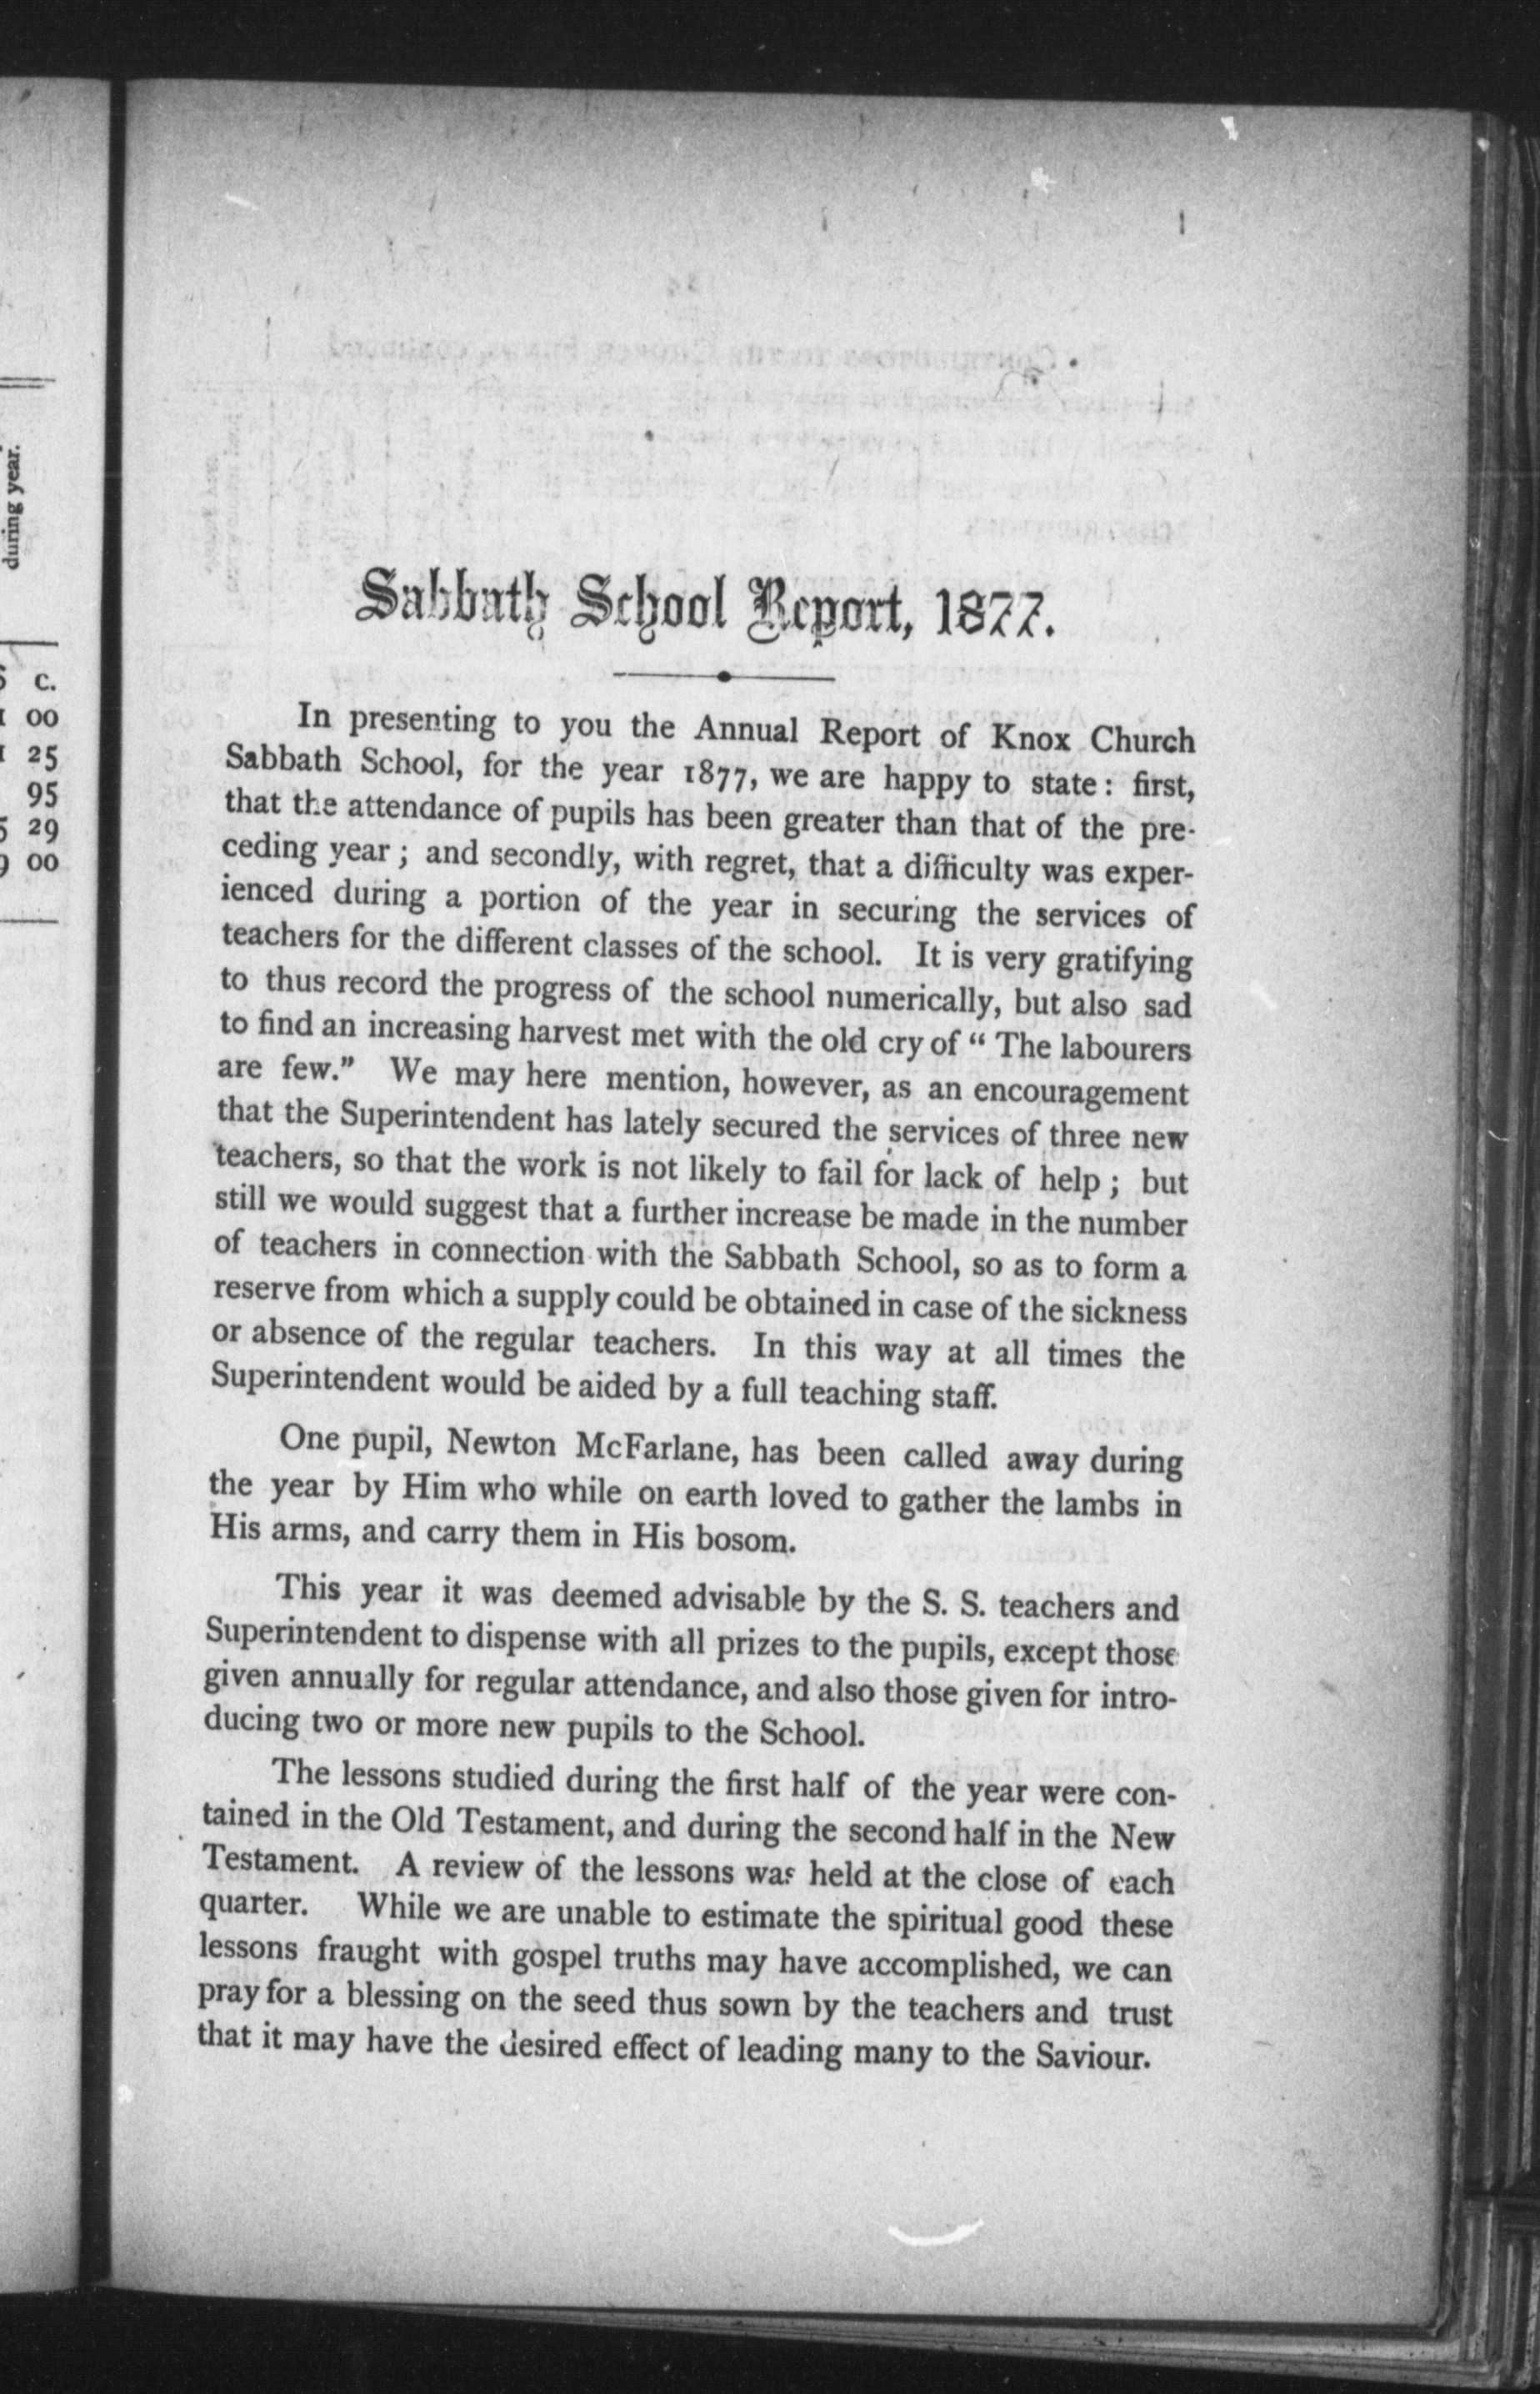 during year.
c.
00
25
95
29
00
Sabbath School Report, 1877.
In presenting to you the Annual Report of Knox Church
Sabbath School, for the year 1877, we are happy to state: first,
that the attendance of pupils has been greater than that of the pre-
ceding year; and secondly, with regret, that a difficulty was exper-
ienced during a portion of the year in securing the services of
teachers for the different classes of the school. It is very gratifying
to thus record the progress of the school numerically, but also sad
to find an increasing harvest met with the old cry of "The labourers
are few." We may here mention, however, as an encouragement
that the Superintendent has lately secured the services of three new
teachers, so that the work is not likely to fail for lack of help; but
still we would suggest that a further increase be made in the number
of teachers in connection with the Sabbath School, so as to form a
reserve from which a supply could be obtained in case of the sickness
or absence of the regular teachers. In this way at all times the
Superintendent would be aided by a full teaching staff.
One pupil, Newton McFarlane, has been called away during
the year by Him who while on earth loved to gather the lambs in
His arms, and carry them in His bosom.
This year it was deemed advisable by the S. S. teachers and
Superintendent to dispense with all prizes to the pupils, except those
given annually for regular attendance, and also those given for intro-
ducing two or more new pupils to the School.
The lessons studied during the first half of the year were con-
tained in the Old Testament, and during the second half in the New
Testament. A review of the lessons was held at the close of each
quarter. While we are unable to estimate the spiritual good these
lessons fraught with gospel truths may have accomplished, we can
pray for a blessing on the seed thus sown by the teachers and trust
that it may have the desired effect of leading many to the Saviour.